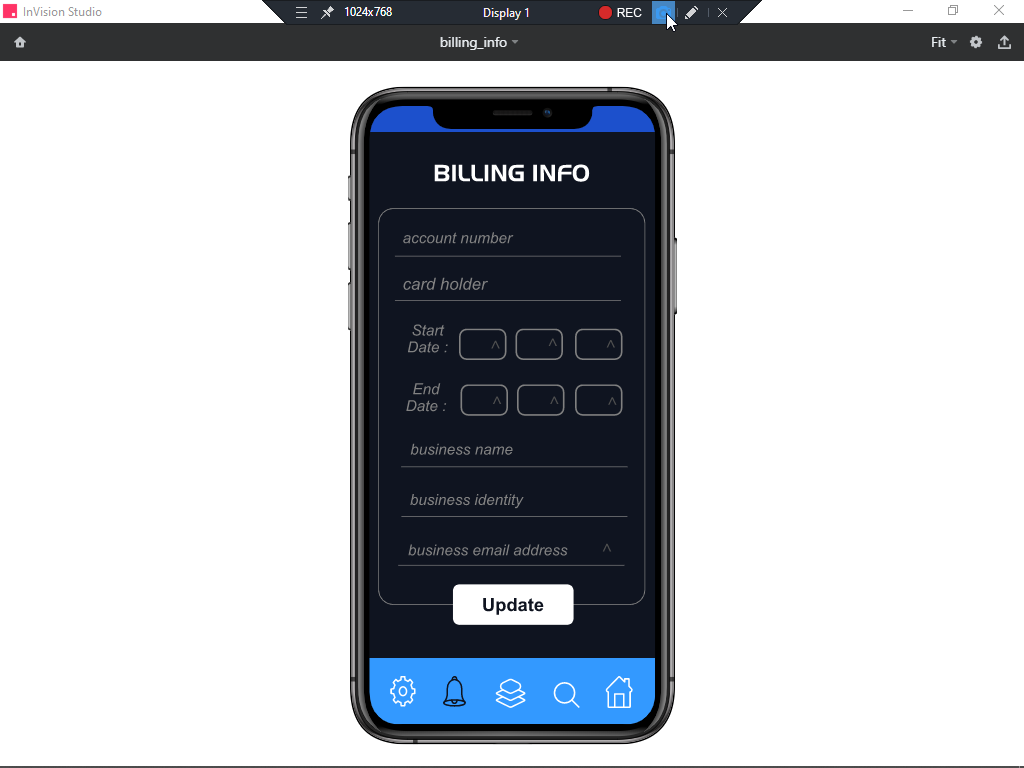 InVision Studio
1024x768
Display 1
REC
billing_info
Fit
BILLING INFO
account number
card holder
Start
Date :
^ ^ ^
End
Date :
^ ^ ^
business name
business identity
business email address ^
Update